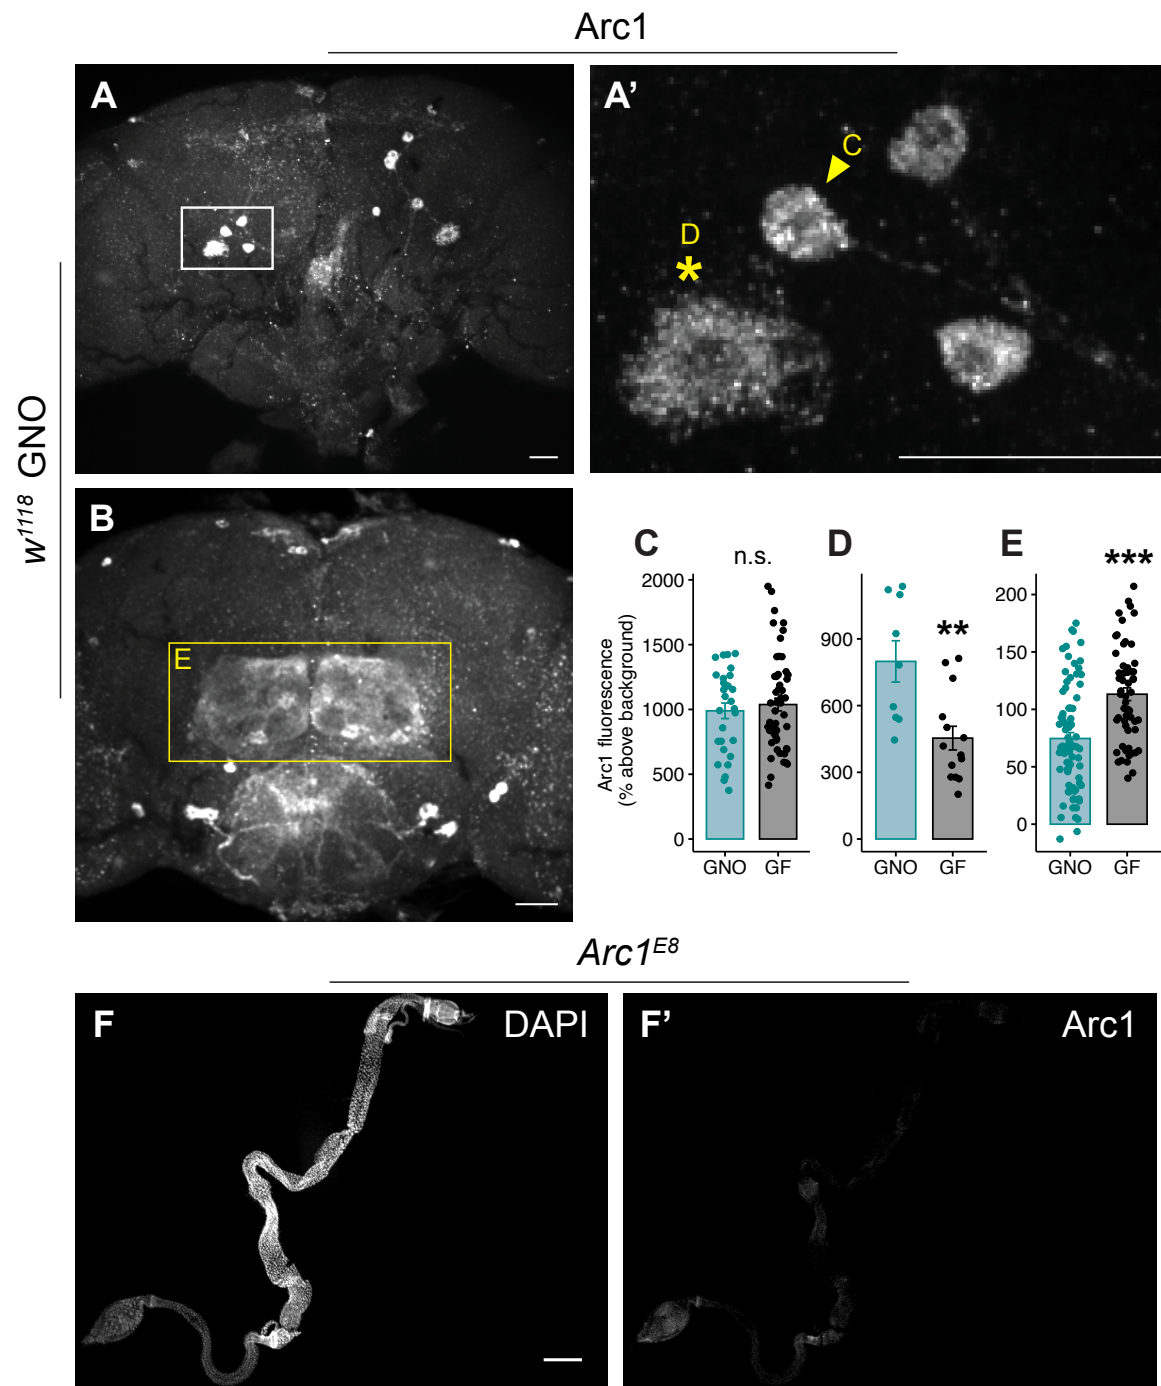 Arc1
A
A’
C
D
*
w1118 GNO
B
E
C
D
E
n.s.
**
***
Arc1 fluorescence
(% above background)
2000
1500
1000
500
0
900
600
300
0
200
150
100
50
0
GNO GF
GNO GF
GNO GF
Arc1E8
F
DAPI
F’
Arc1